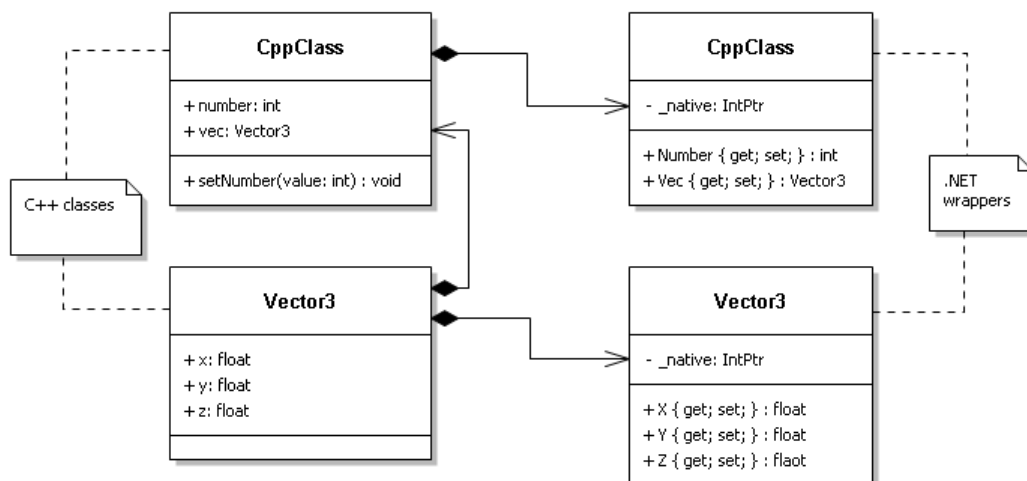 CppClass
+ number: int
+ vec: Vector3
+ setNumber(value: int) : void
CppClass
- _native: IntPtr
+ Number { get; set; } : int
+ Vec { get; set; } : Vector3
C++ classes
.NET
wrappers
Vector3
+ x: float
+ y: float
+ z: float
Vector3
- _native: IntPtr
+ X { get; set; } : float
+ Y { get; set; } : float
+ Z { get; set; } : flaot